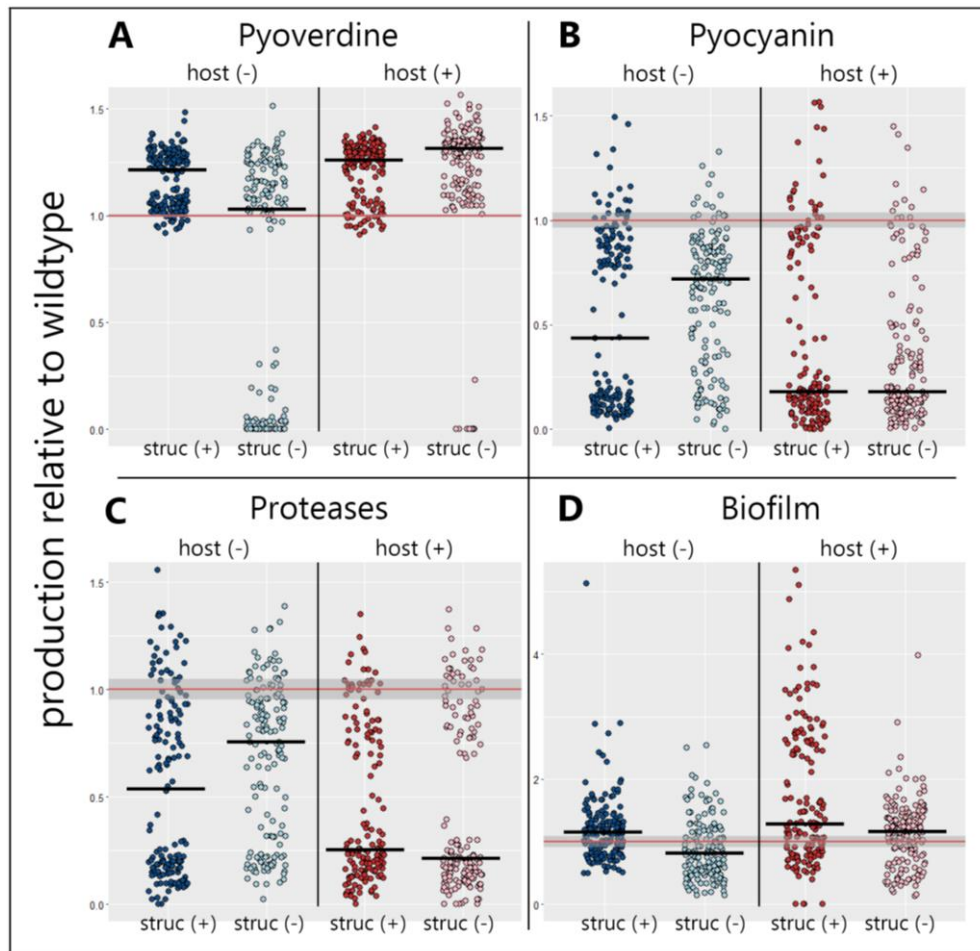 production relative to wildtype
A Pyoverdine
host (-) host (+)
1.5
1.0
0.5
0.0
struc (+) struc (-) struc (+) struc (-)
B Pyocyanin
host (-) host (+)
1.5
1.0
0.5
0.0
struc (+) struc (-) struc (+) struc (-)
C Proteases
host (-) host (+)
1.5
1.0
0.5
0.0
struc (+) struc (-) struc (+) struc (-)
D Biofilm
host (-) host (+)
4
2
0
struc (+) struc (-) struc (+) struc (-)